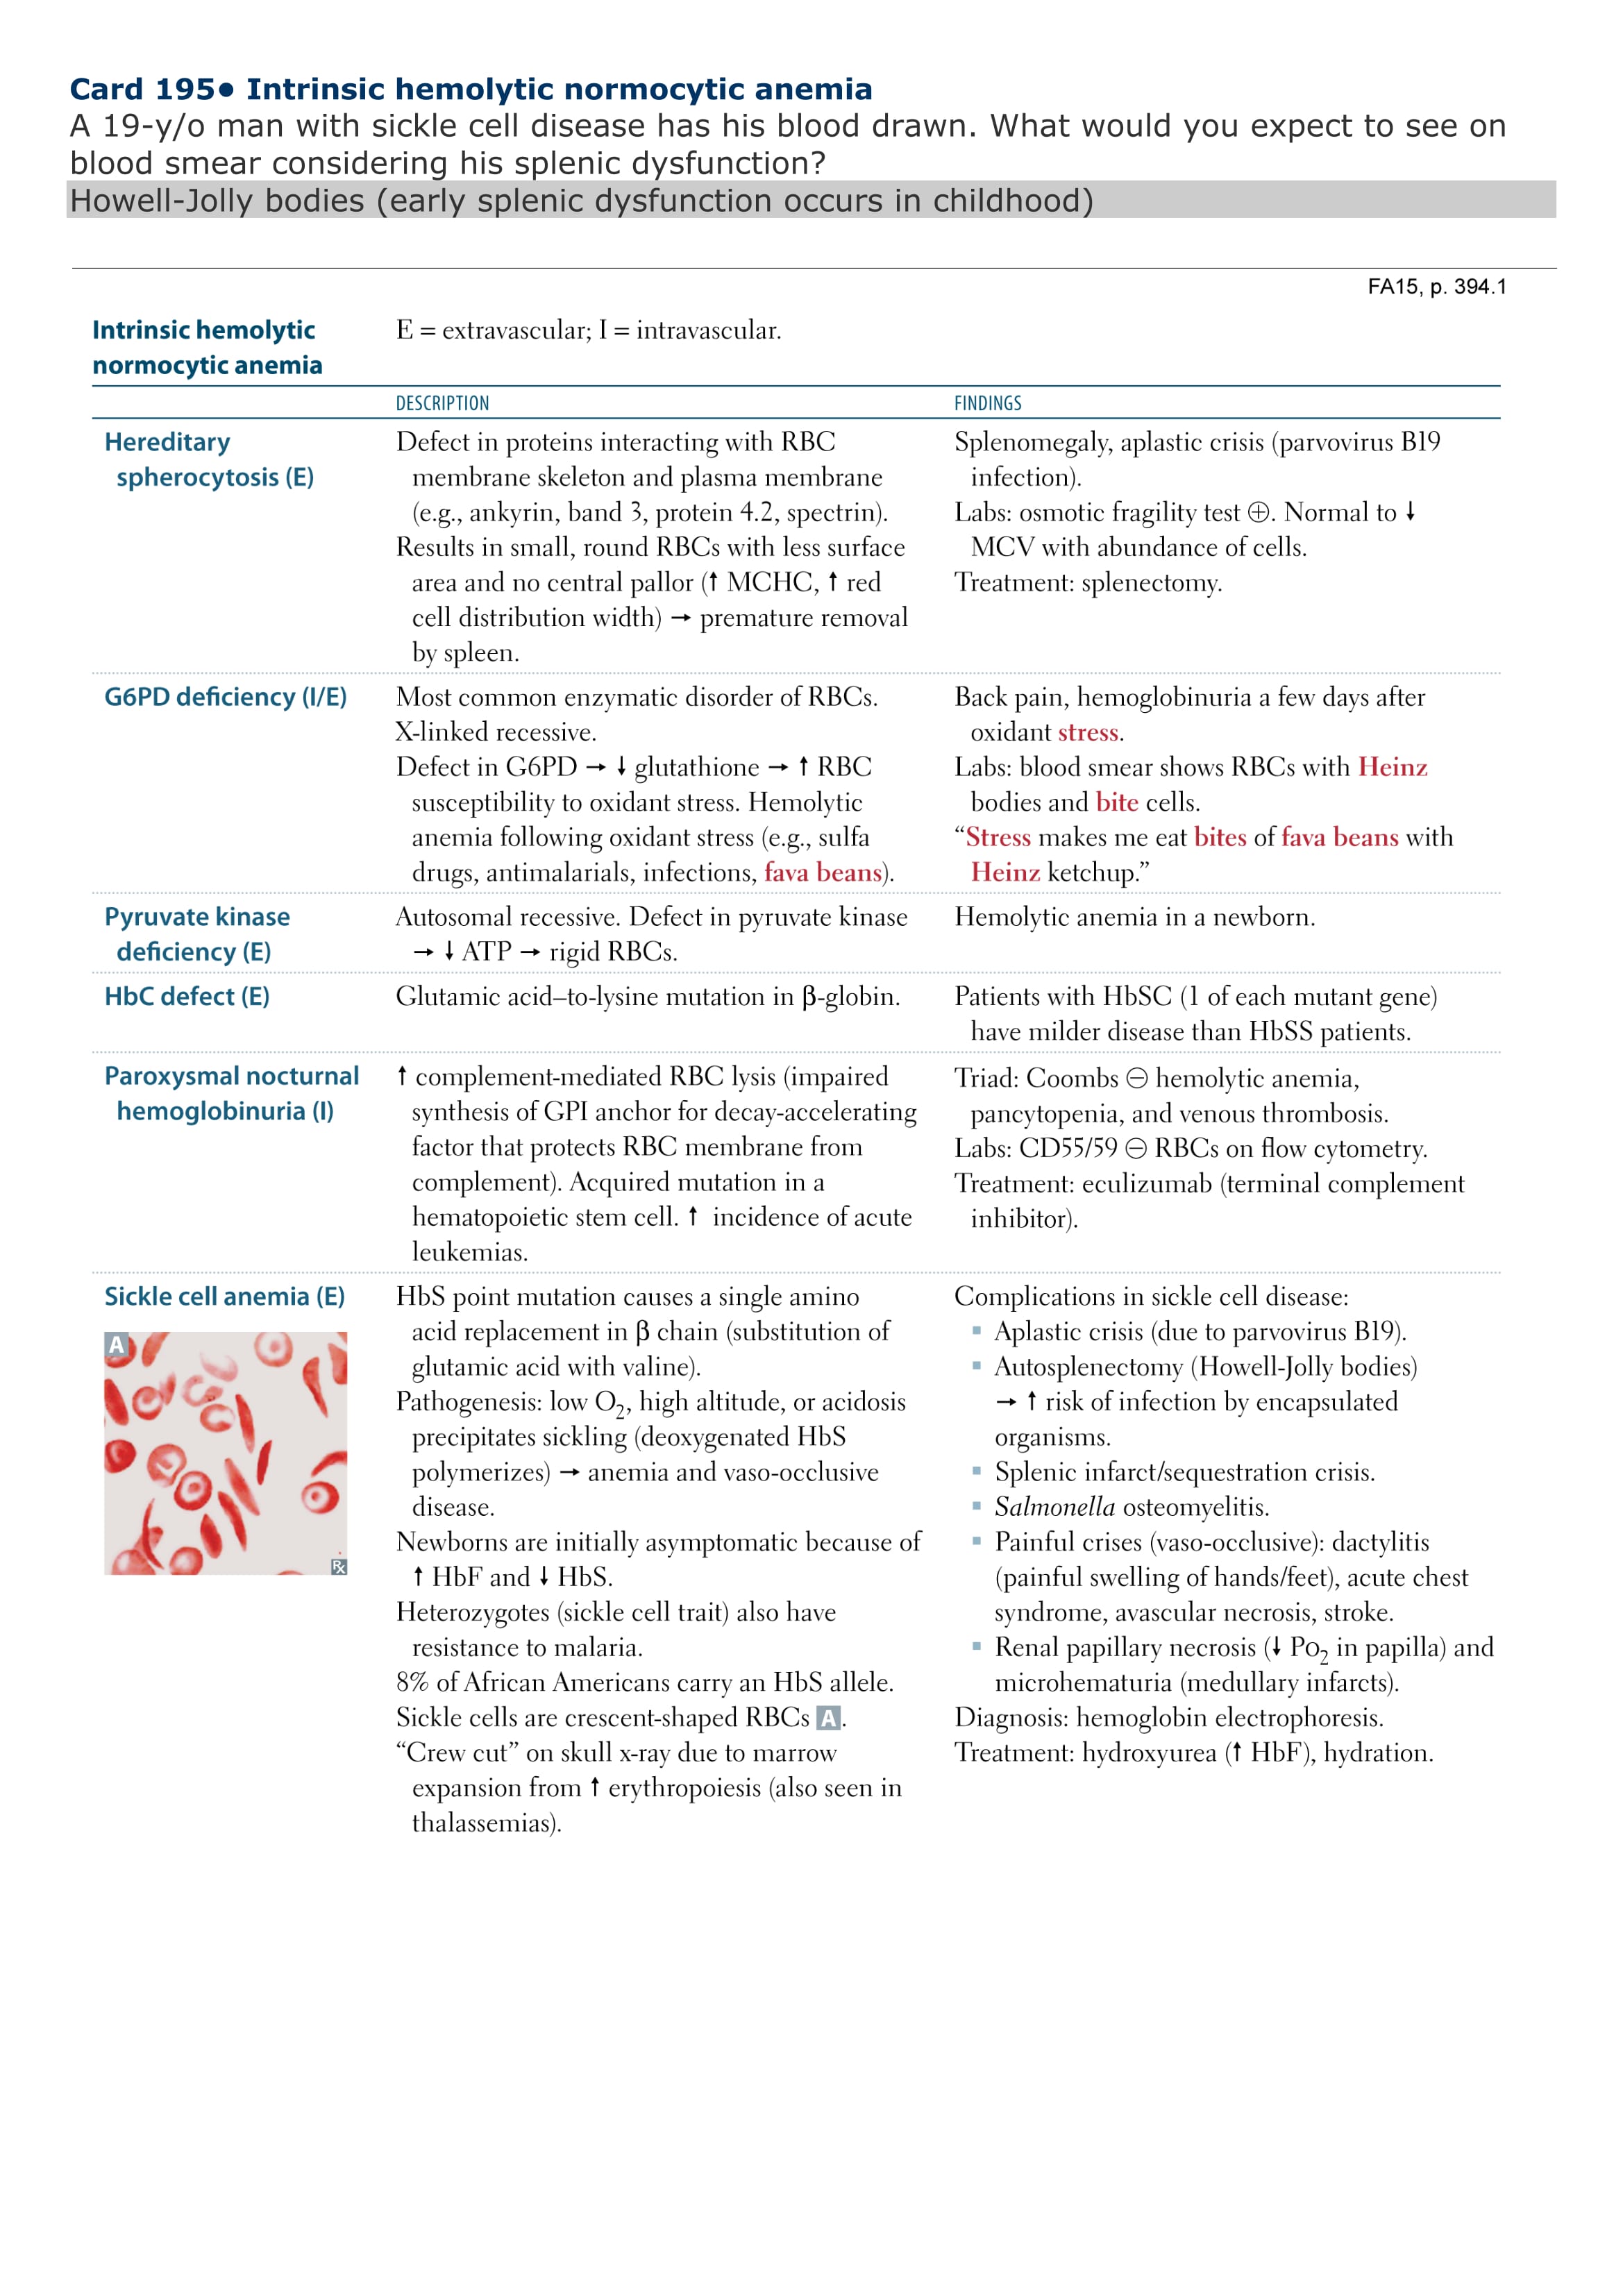 Card 195● Intrinsic hemolytic normocytic anemia
A 19-y/o man with sickle cell disease has his blood drawn. What would you expect to see on
blood smear considering his splenic dysfunction?
Howell-Jolly bodies (early splenic dysfunction occurs in childhood)
FA15, p. 394.1
Intrinsic hemolytic
normocytic anemia
E = extravascular; I = intravascular.
DESCRIPTION
FINDINGS
Hereditary
spherocytosis (E)
Defect in proteins interacting with RBC
membrane skeleton and plasma membrane
(e.g., ankyrin, band 3, protein 4.2, spectrin).
Results in small, round RBCs with less surface
area and no central pallor (↑ MCHC, ↑ red
cell distribution width) → premature removal
by spleen.
Splenomegaly, aplastic crisis (parvovirus B19
infection).
Labs: osmotic fragility test ⊕. Normal to ↓
MCV with abundance of cells.
Treatment: splenectomy.
G6PD deficiency (I/E)
Most common enzymatic disorder of RBCs.
X-linked recessive.
Defect in G6PD → ↓ glutathione → ↑ RBC
susceptibility to oxidant stress. Hemolytic
anemia following oxidant stress (e.g., sulfa
drugs, antimalarials, infections, fava beans).
Back pain, hemoglobinuria a few days after
oxidant stress.
Labs: blood smear shows RBCs with Heinz
bodies and bite cells.
“Stress makes me eat bites of fava beans with
Heinz ketchup.”
Pyruvate kinase
deficiency (E)
Autosomal recessive. Defect in pyruvate kinase
→ ↓ ATP → rigid RBCs.
Hemolytic anemia in a newborn.
HbC defect (E)
Glutamic acid–to-lysine mutation in β-globin.
Patients with HbSC (1 of each mutant gene)
have milder disease than HbSS patients.
Paroxysmal nocturnal
hemoglobinuria (I)
↑ complement-mediated RBC lysis (impaired
synthesis of GPI anchor for decay-accelerating
factor that protects RBC membrane from
complement). Acquired mutation in a
hematopoietic stem cell. ↑ incidence of acute
leukemias.
Triad: Coombs ⊖ hemolytic anemia,
pancytopenia, and venous thrombosis.
Labs: CD55/59 ⊖ RBCs on flow cytometry.
Treatment: eculizumab (terminal complement
inhibitor).
Sickle cell anemia (E)
A
Rx
HbS point mutation causes a single amino
acid replacement in β chain (substitution of
glutamic acid with valine).
Pathogenesis: low O₂, high altitude, or acidosis
precipitates sickling (deoxygenated HbS
polymerizes) → anemia and vaso-occlusive
disease.
Newborns are initially asymptomatic because of
↑ HbF and ↓ HbS.
Heterozygotes (sickle cell trait) also have
resistance to malaria.
8% of African Americans carry an HbS allele.
Sickle cells are crescent-shaped RBCs A.
“Crew cut” on skull x-ray due to marrow
expansion from ↑ erythropoiesis (also seen in
thalassemias).
Complications in sickle cell disease:
▪ Aplastic crisis (due to parvovirus B19).
▪ Autosplenectomy (Howell-Jolly bodies)
→ ↑ risk of infection by encapsulated
organisms.
▪ Splenic infarct/sequestration crisis.
▪ Salmonella osteomyelitis.
▪ Painful crises (vaso-occlusive): dactylitis
(painful swelling of hands/feet), acute chest
syndrome, avascular necrosis, stroke.
▪ Renal papillary necrosis (↓ Po₂ in papilla) and
microhematuria (medullary infarcts).
Diagnosis: hemoglobin electrophoresis.
Treatment: hydroxyurea (↑ HbF), hydration.